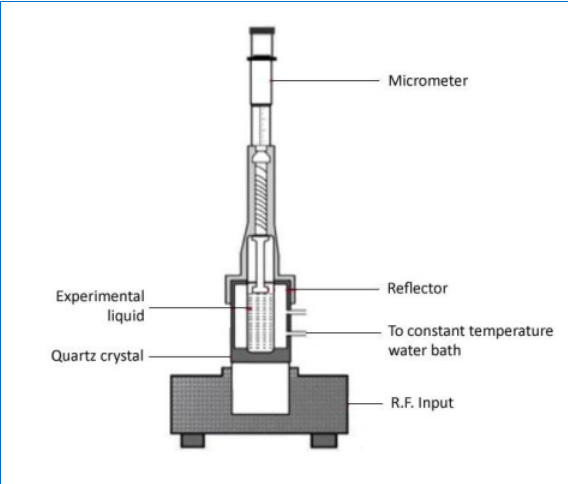 Micrometer
Reflector
Experimental
liquid
To constant temperature
water bath
Quartz crystal
R.F. Input